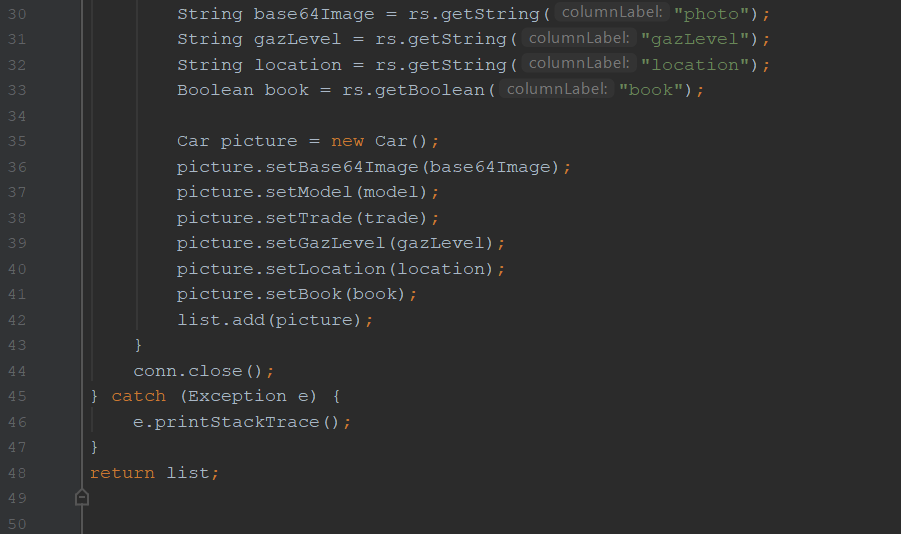 30 String base64Image = rs.getString( columnLabel: "photo");
31 String gazLevel = rs.getString( columnLabel: "gazLevel");
32 String location = rs.getString( columnLabel: "location");
33 Boolean book = rs.getBoolean( columnLabel: "book");
34
35 Car picture = new Car();
36 picture.setBase64Image(base64Image);
37 picture.setModel(model);
38 picture.setTrade(trade);
39 picture.setGazLevel(gazLevel);
40 picture.setLocation(location);
41 picture.setBook(book);
42 list.add(picture);
43 }
44 conn.close();
45 } catch (Exception e) {
46 e.printStackTrace();
47 }
48 return list;
49
50